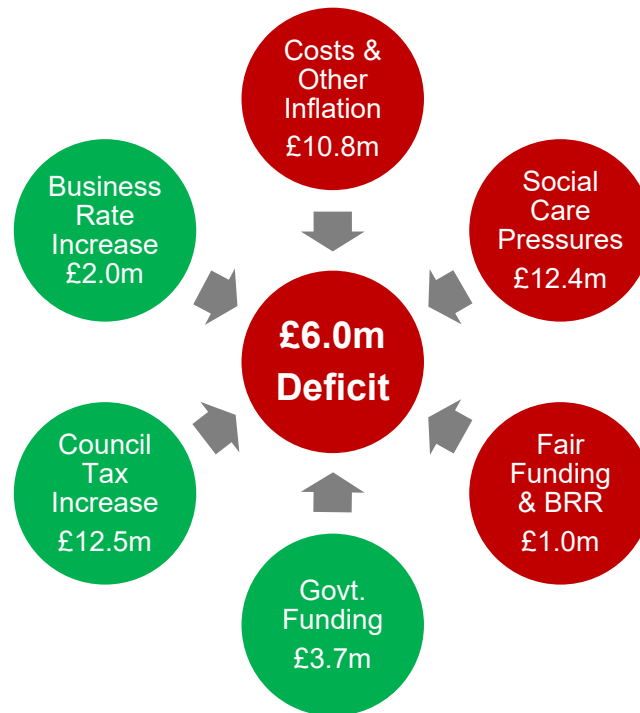 Costs &
Other
Inflation
£10.8m
Business
Rate
Increase
£2.0m
Social
Care
Pressures
£12.4m
£6.0m
Deficit
Council
Tax
Increase
£12.5m
Fair
Funding
& BRR
£1.0m
Govt.
Funding
£3.7m